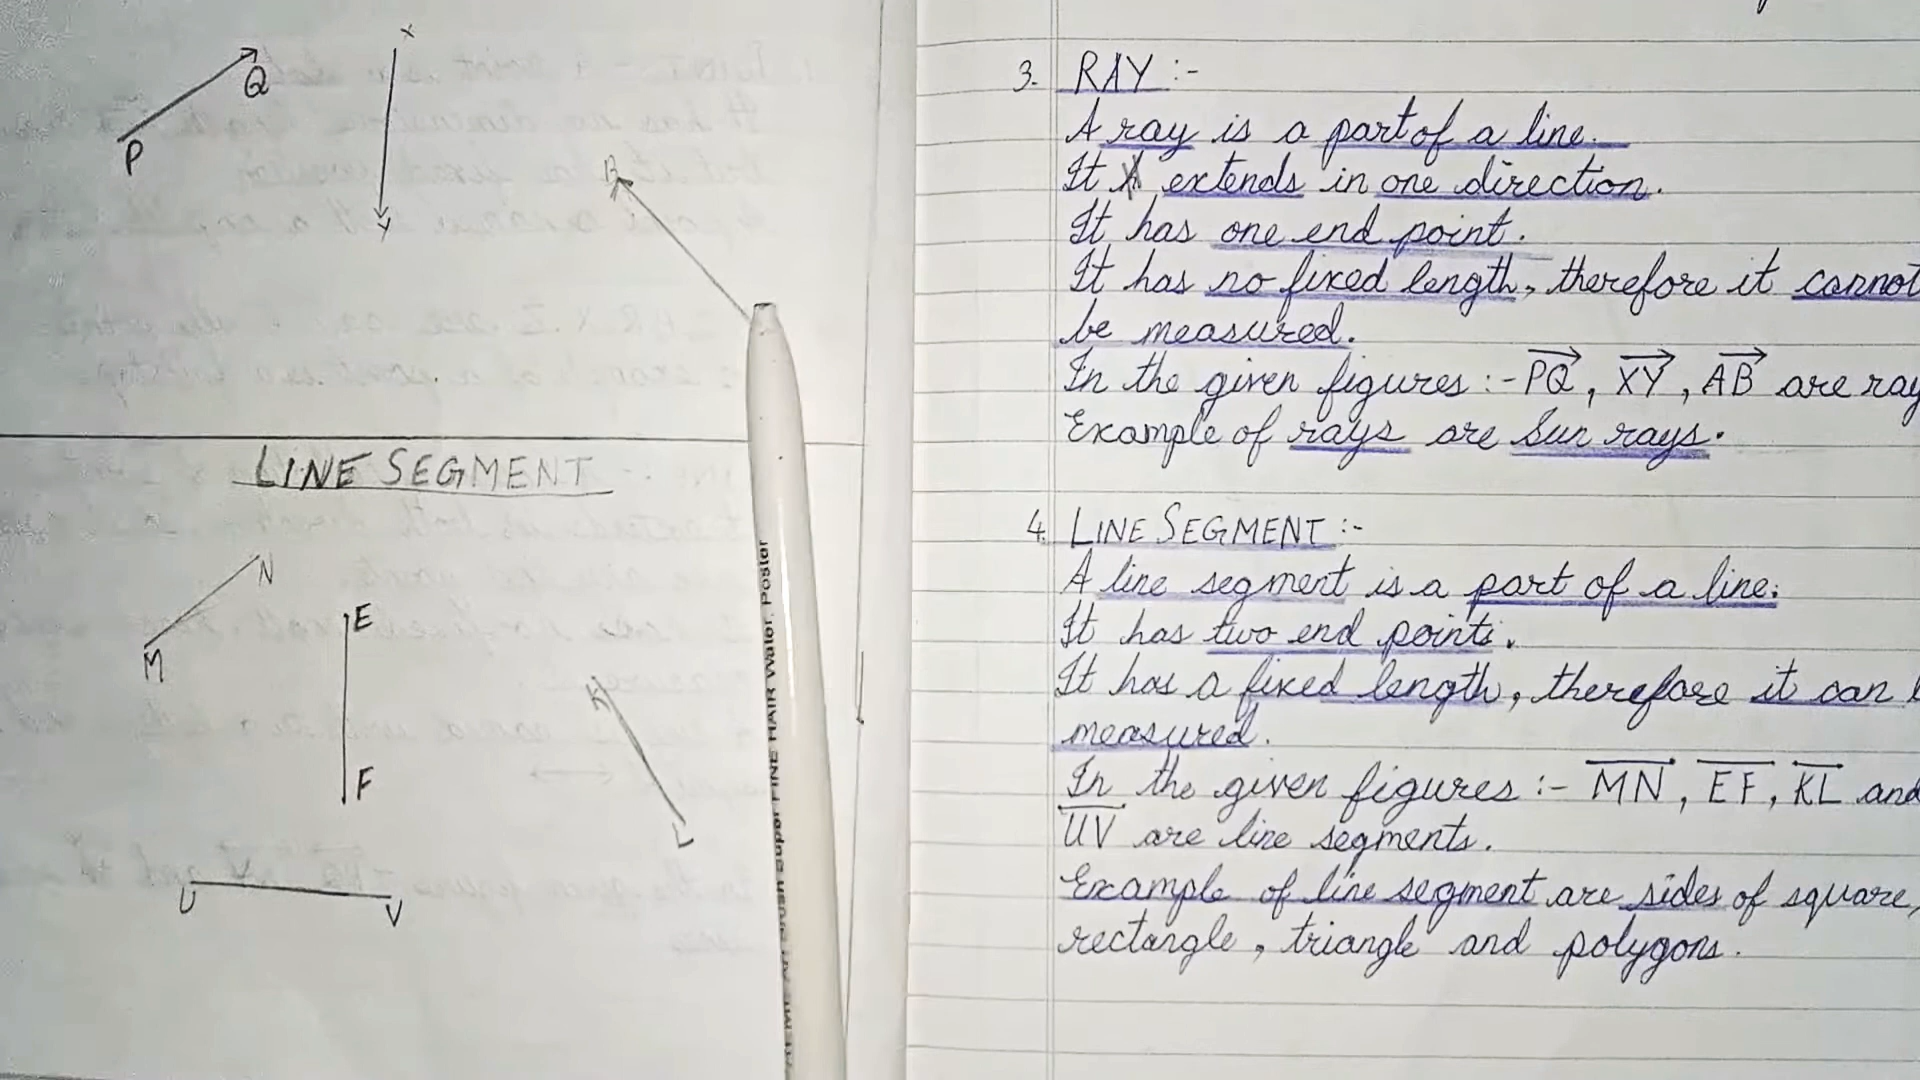 Q
P
X
Y
B
LINE SEGMENT
N
M
E
F
K
L
U
V
3. RAY :-
A ray is a part of a line.
It extends in one direction.
It has one end point.
It has no fixed length, therefore it cannot
be measured.
In the given figures :- PQ, XY, AB are ray
Example of rays are Sun rays.
4. LINE SEGMENT :-
A line segment is a part of a line.
It has two end points.
It has a fixed length, therefore it can
measured.
In the given figures :- MN, EF, KL and
UV are line segments.
Example of line segment are sides of square,
rectangle, triangle and polygons.